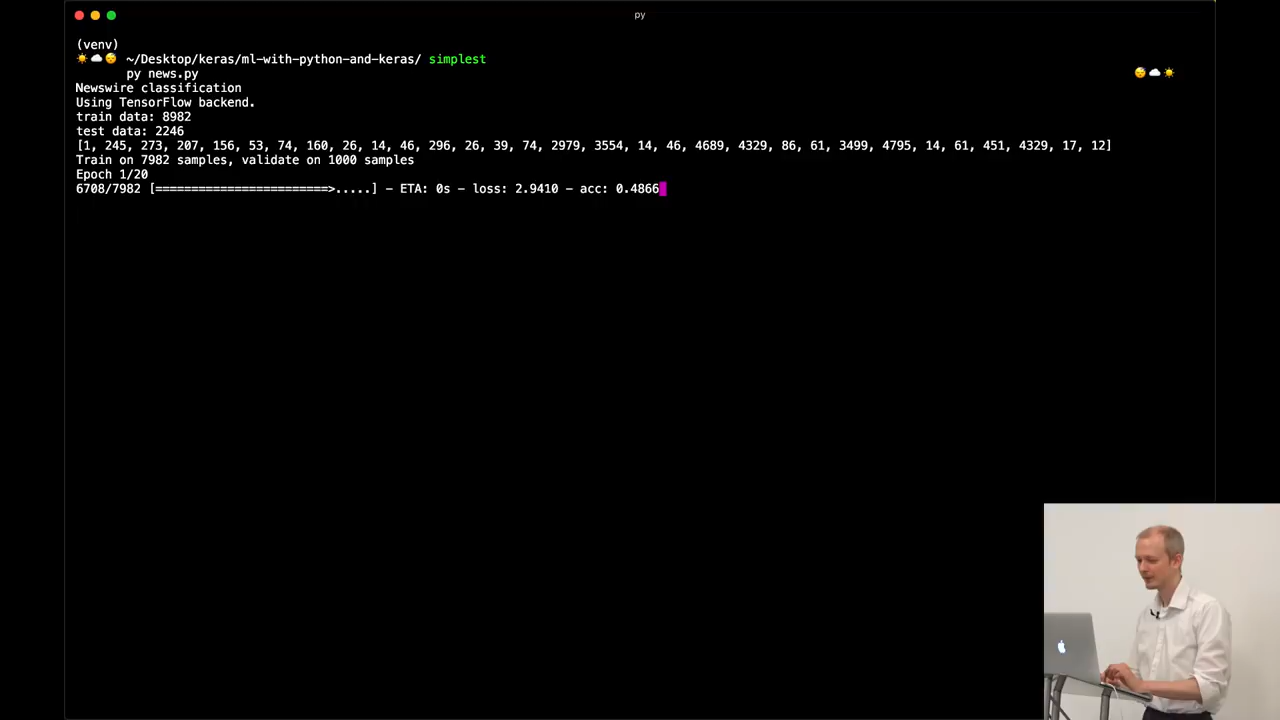 py
(venv)
~/Desktop/keras/ml-with-python-and-keras/ simplest
py news.py
Newswire classification
Using TensorFlow backend.
train data: 8982
test data: 2246
[1, 245, 273, 207, 156, 53, 74, 160, 26, 14, 46, 296, 26, 39, 74, 2979, 3554, 14, 46, 4689, 4329, 86, 61, 3499, 4795, 14, 61, 451, 4329, 17, 12]
Train on 7982 samples, validate on 1000 samples
Epoch 1/20
6708/7982 [========================>.....] - ETA: 0s - loss: 2.9410 - acc: 0.4866